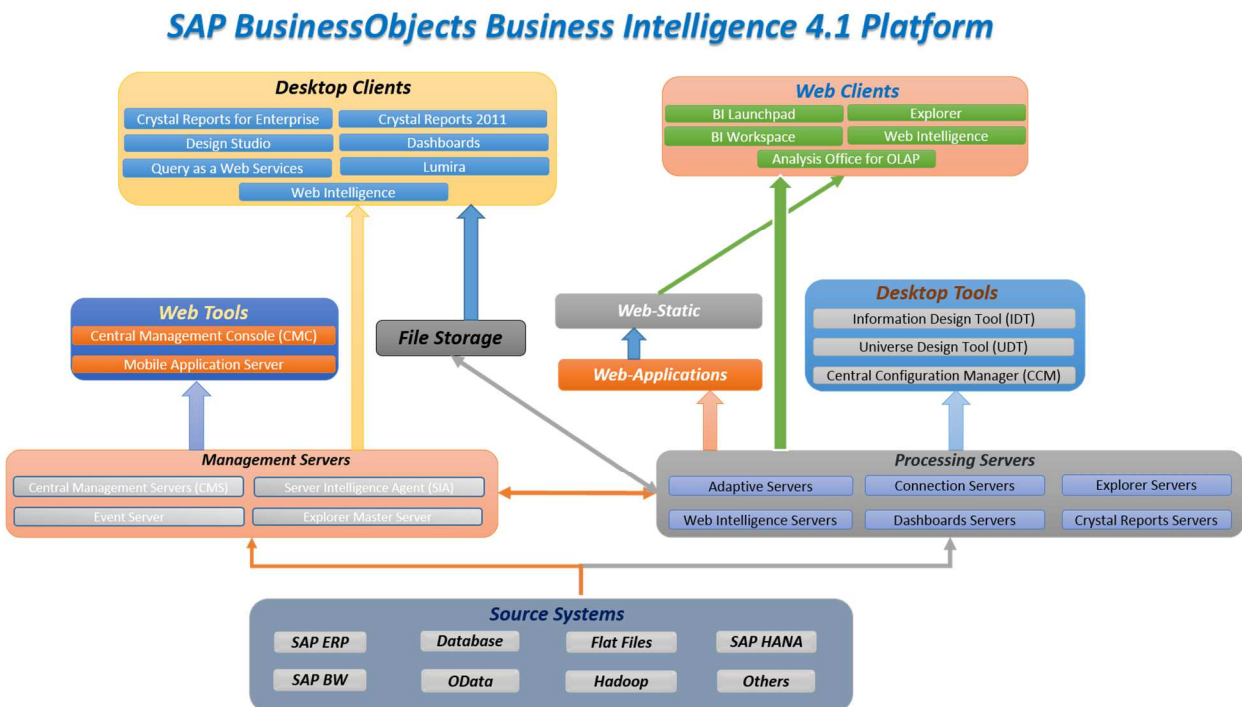 SAP BusinessObjects Business Intelligence 4.1 Platform
Desktop Clients
Crystal Reports for Enterprise
Crystal Reports 2011
Design Studio
Dashboards
Query as a Web Services
Lumira
Web Intelligence
Web Clients
BI Launchpad
Explorer
BI Workspace
Web Intelligence
Analysis Office for OLAP
Web Tools
Central Management Console (CMC)
Mobile Application Server
File Storage
Web-Static
Web-Applications
Desktop Tools
Information Design Tool (IDT)
Universe Design Tool (UDT)
Central Configuration Manager (CCM)
Management Servers
Central Management Servers (CMS)
Server Intelligence Agent (SIA)
Event Server
Explorer Master Server
Processing Servers
Adaptive Servers
Connection Servers
Explorer Servers
Web Intelligence Servers
Dashboards Servers
Crystal Reports Servers
Source Systems
SAP ERP
Database
Flat Files
SAP HANA
SAP BW
OData
Hadoop
Others